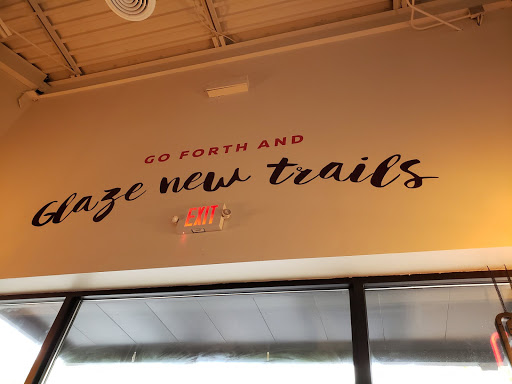 GO FORTH AND
Glaze new trails
EXIT